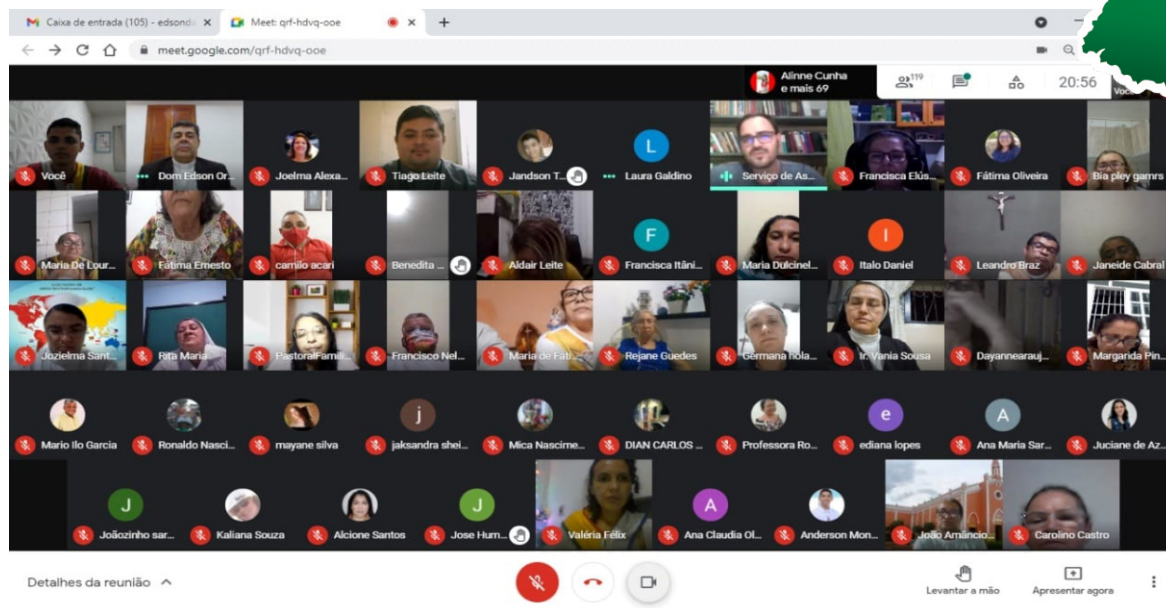 Caixa de entrada (105) - edsond
Meet: qrf-hdvq-ooe
meet.google.com/qrf-hdvq-ooe
Alinne Cunha
e mais 69
119
20:56
Você
Dom Edson Or...
Joelma Alexa...
Tiago Leite
Jandson T...
L
Laura Galdino
Serviço de As...
Francisca Elús...
Fátima Oliveira
Bia pley gamrs
Maria De Lour...
Fatima Ernesto
camilo acari
Benedita ...
Aldair Leite
F
Francisca Itâni...
Maria Dulcinel...
I
Italo Daniel
Leandro Braz
Janeide Cabral
Jozielma Sant...
Rita Maria
PastoralFamili...
Francisco Nel...
Maria de Fáti...
Rejane Guedes
Germana hola...
Ir. Vania Sousa
Dayannearauj...
Margarida Pin...
Mario Ilo Garcia
Ronaldo Nasci...
mayane silva
j
jaksandra shei...
Mica Nascime...
DIAN CARLOS ...
Professora Ro...
e
ediana lopes
A
Ana Maria Sar...
Juciane de Az...
J
Joãozinho sar...
Kaliana Souza
Alcione Santos
J
Jose Hum...
Valéria Félix
A
Ana Claudia Ol...
Anderson Mon...
João Amâncio...
Carolino Castro
Detalhes da reunião
Levantar a mão
Apresentar agora